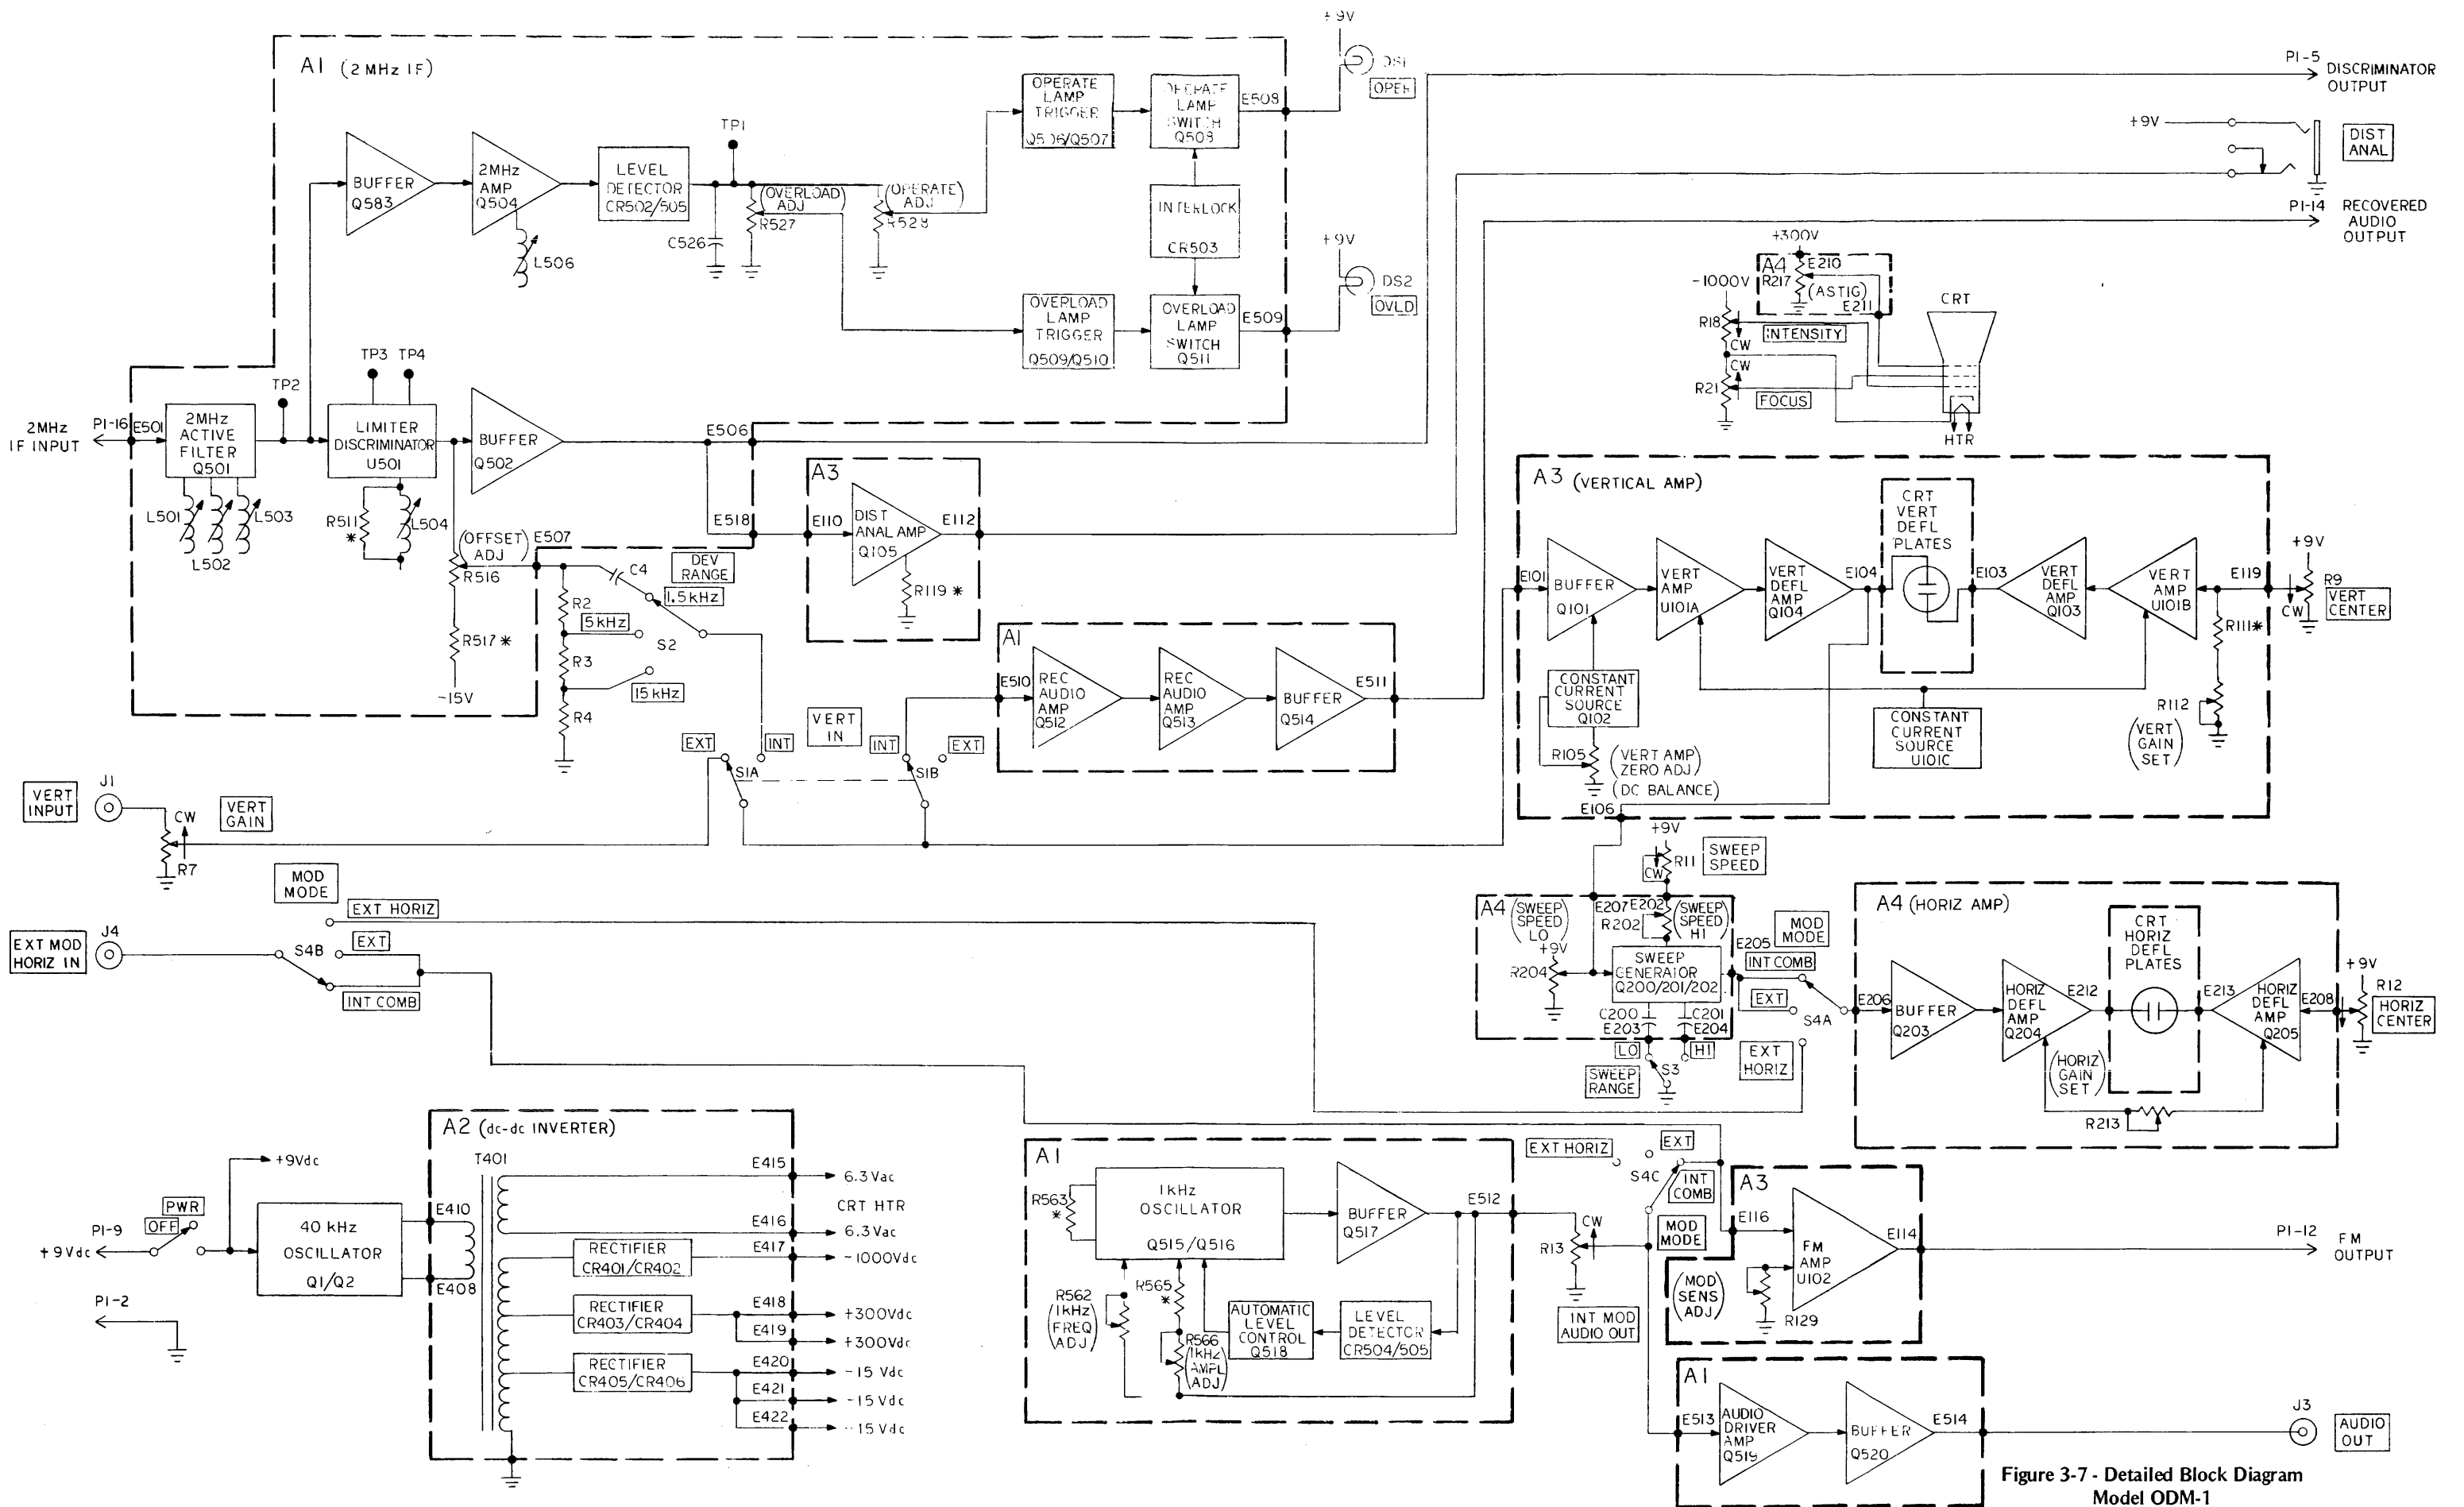 A1 (2 MHz IF)
BUFFER
Q583
2MHz
AMP
Q504
L506
LEVEL
DETECTOR
CR502/505
TP1
C526
(OVERLOAD
ADJ)
R527
(OPERATE
ADJ)
R528
OPERATE
LAMP
TRIGGER
Q506/Q507
LAMP
SWITCH
Q508
E508
INTERLOCK
CR503
OVERLOAD
LAMP
TRIGGER
Q509/Q510
OVERLOAD
LAMP
SWITCH
Q511
E509
+9V
DS1
OPER
+9V
DS2
OVLD
P1-5
DISCRIMINATOR
OUTPUT
+9V
DIST
ANAL
P1-14
RECOVERED
AUDIO
OUTPUT
+300V
A4
E210
R217
(ASTIG)
E211
-1000V
R18
CW
INTENSITY
CW
R21
FOCUS
CRT
HTR
2MHz
IF INPUT
P1-16
E501
2MHz
ACTIVE
FILTER
Q501
L501
L502
L503
TP2
TP3
TP4
LIMITER
DISCRIMINATOR
U501
R511
*
L504
BUFFER
Q502
(OFFSET
ADJ)
R516
R517*
-15V
E507
E506
E518
A3
E110
DIST
ANAL AMP
Q105
E112
R119*
DEV
RANGE
C4
1.5kHz
R2
5kHz
S2
R3
15kHz
R4
A1
E510
REC
AUDIO
AMP
Q512
REC
AUDIO
AMP
Q513
BUFFER
Q514
E511
VERT
IN
EXT
INT
S1A
INT
EXT
S1B
A3 (VERTICAL AMP)
E101
BUFFER
Q101
VERT
AMP
U101A
VERT
DEFL
AMP
Q104
E104
CRT
VERT
DEFL
PLATES
E103
VERT
DEFL
AMP
Q103
VERT
AMP
U101B
E119
+9V
R9
CW
VERT
CENTER
R111*
R112
(VERT
GAIN
SET)
CONSTANT
CURRENT
SOURCE
Q102
R105
(VERT AMP
ZERO ADJ)
(DC BALANCE)
CONSTANT
CURRENT
SOURCE
U101C
E106
VERT
INPUT
J1
CW
R7
VERT
GAIN
MOD
MODE
EXT HORIZ
EXT MOD
HORIZ IN
J4
S4B
EXT
INT COMB
+9V
R11
CW
SWEEP
SPEED
A4
(SWEEP
SPEED
LO)
+9V
R204
E207
E202
R202
(SWEEP
SPEED
HI)
SWEEP
GENERATOR
Q200/201/202
C200
E203
C201
E204
LO
HI
SWEEP
RANGE
S3
E205
MOD
MODE
INT COMB
EXT
S4A
EXT
HORIZ
A4 (HORIZ AMP)
E206
BUFFER
Q203
HORIZ
DEFL
AMP
Q204
E212
CRT
HORIZ
DEFL
PLATES
E213
HORIZ
DEFL
AMP
Q205
E208
+9V
R12
HORIZ
CENTER
(HORIZ
GAIN
SET)
R213
A2 (dc-dc INVERTER)
+9Vdc
P1-9
+9Vdc
PWR
OFF
P1-2
40 kHz
OSCILLATOR
Q1/Q2
E410
E408
T401
E415
6.3Vac
CRT HTR
E416
6.3Vac
RECTIFIER
CR401/CR402
E417
-1000Vdc
RECTIFIER
CR403/CR404
E418
+300Vdc
E419
+300Vdc
RECTIFIER
CR405/CR406
E420
-15 Vdc
E421
-15 Vdc
E422
-15 Vdc
A1
R563
*
1kHz
OSCILLATOR
Q515/Q516
BUFFER
Q517
E512
R562
(1kHz
FREQ
ADJ)
R565
*
R566
(1kHz
AMPL
ADJ)
AUTOMATIC
LEVEL
CONTROL
Q518
LEVEL
DETECTOR
CR504/505
CW
R13
INT MOD
AUDIO OUT
EXT HORIZ
EXT
S4C
INT
COMB
MOD
MODE
A3
E116
FM
AMP
U102
E114
(MOD
SENS
ADJ)
R129
P1-12
FM
OUTPUT
A1
E513
AUDIO
DRIVER
AMP
Q519
BUFFER
Q520
E514
J3
AUDIO
OUT
Figure 3-7 - Detailed Block Diagram
Model ODM-1